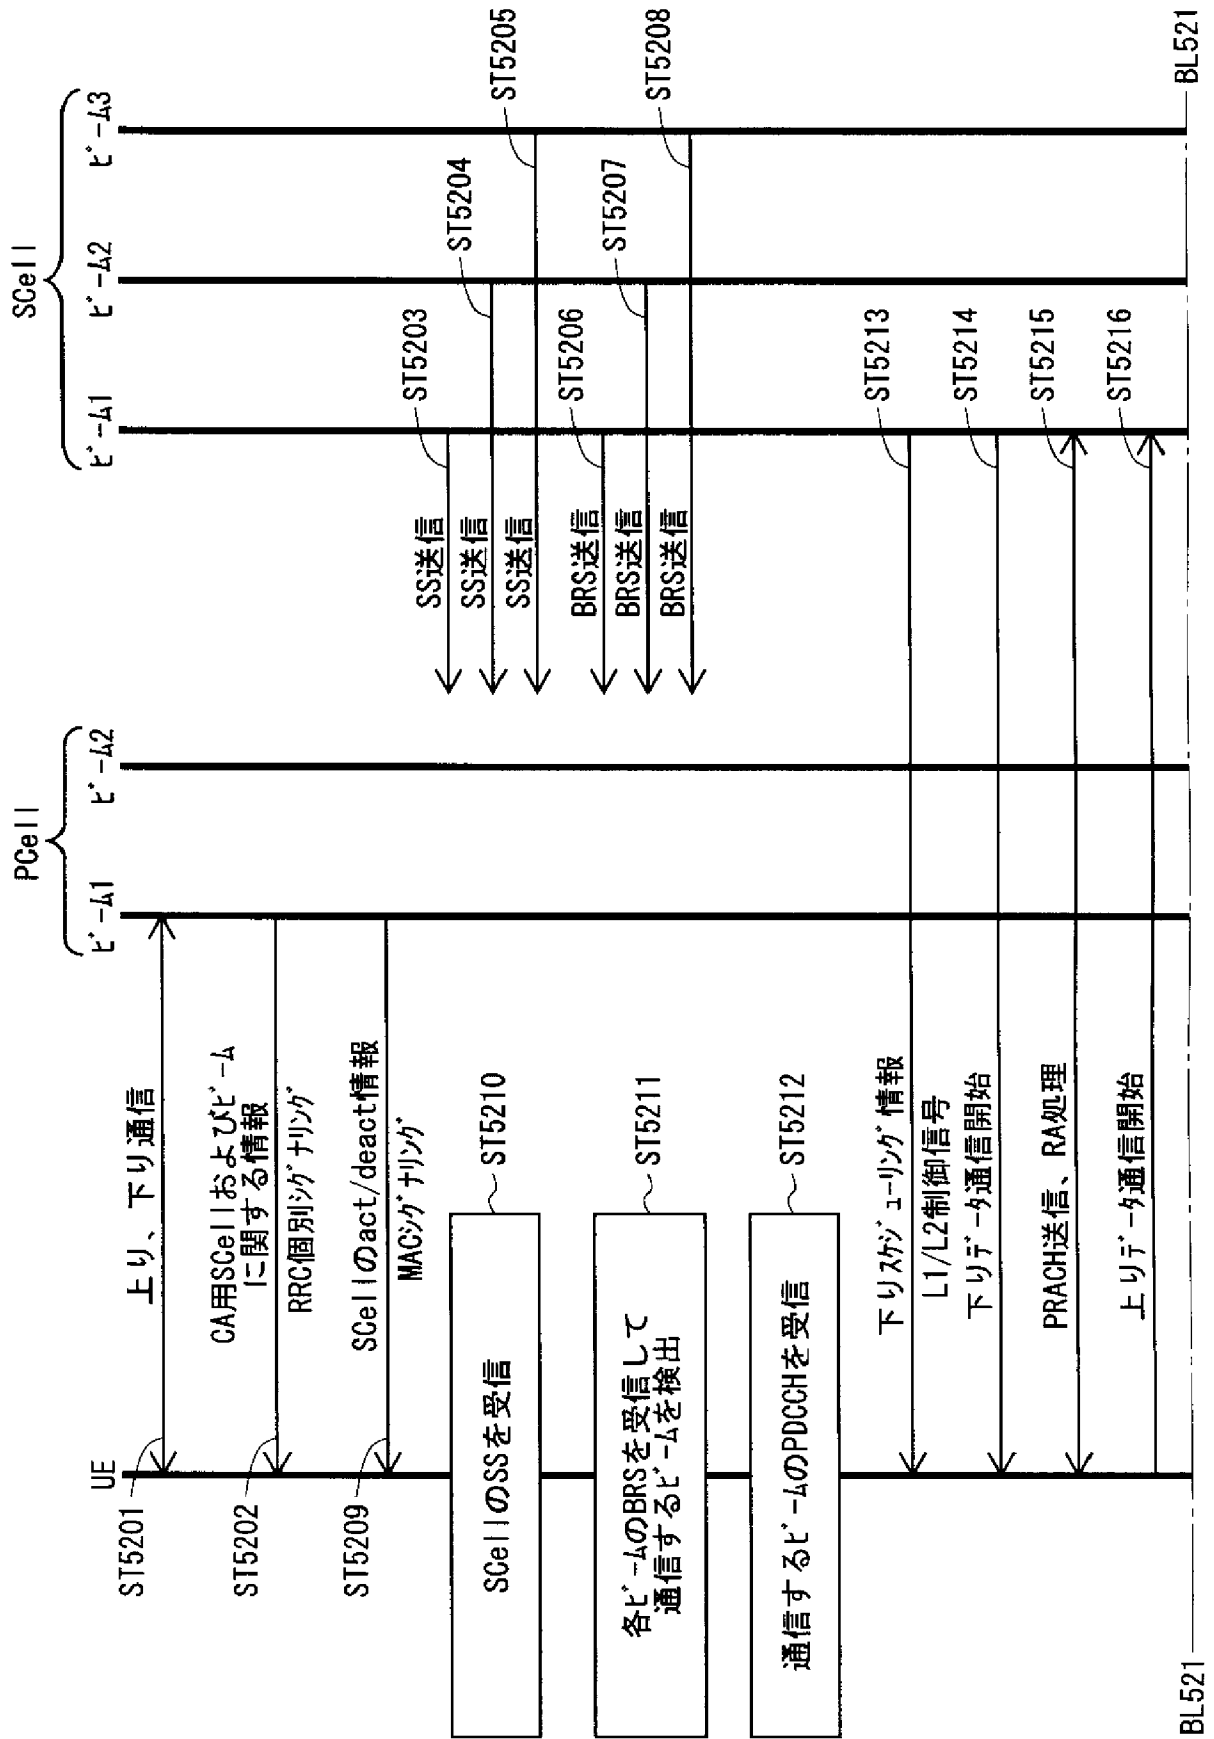 UE
PCell
ビーム1
ビーム2
SCell
ビーム1
ビーム2
ビーム3
ST5201
上り、下り通信
ST5202
CA用SCellおよびビーム
に関する情報
RRC個別シグナリング
ST5209
SCellのact/deact情報
MACシグナリング
SS送信
ST5203
SS送信
ST5204
SS送信
ST5205
SCellのSSを受信
ST5210
BRS送信
ST5206
BRS送信
ST5207
BRS送信
ST5208
各ビームのBRSを受信して
通信するビームを検出
ST5211
通信するビームのPDCCHを受信
ST5212
下りスケジューリング情報
L1/L2制御信号
ST5213
下りデータ通信開始
ST5214
PRACH送信、RA処理
ST5215
上りデータ通信開始
ST5216
BL521
BL521